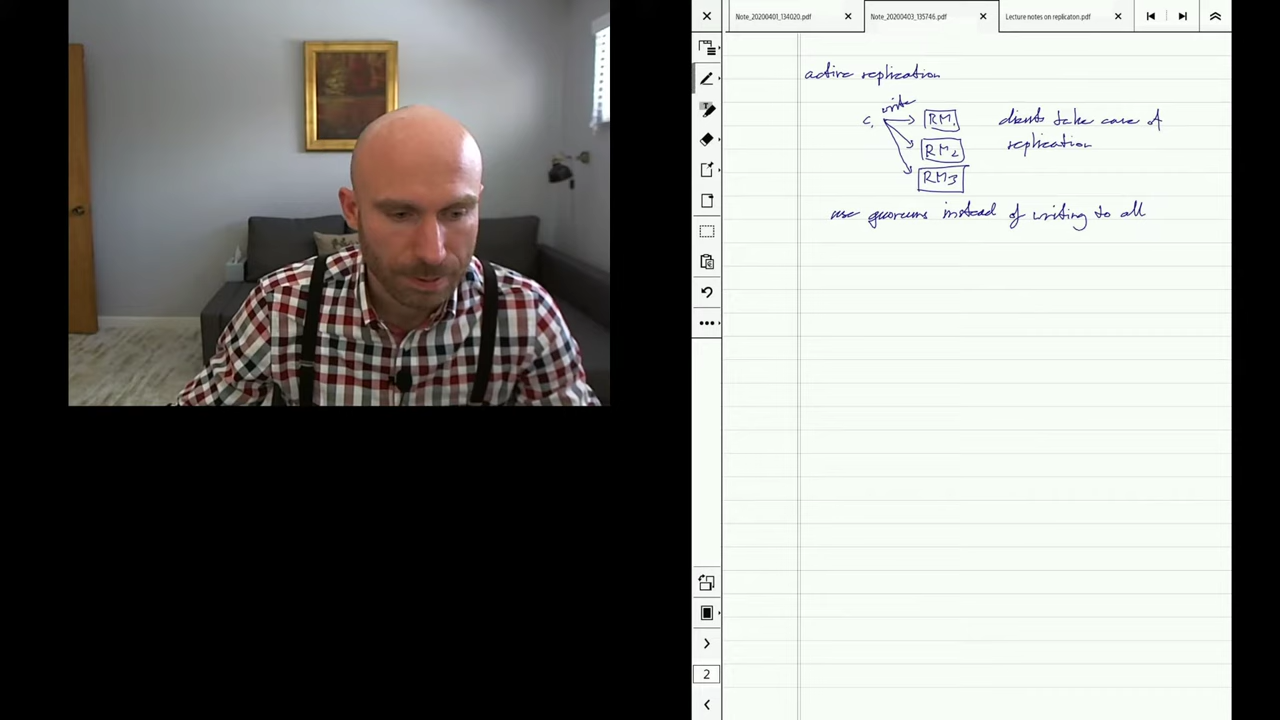 Note_20200401_134020.pdf
Note_20200403_135746.pdf
Lecture notes on replicaton.pdf
active replication
write
C₁
RM₁
RM₂
RM3
clients take care of
replication
use quorums instead of writing to all
T
2